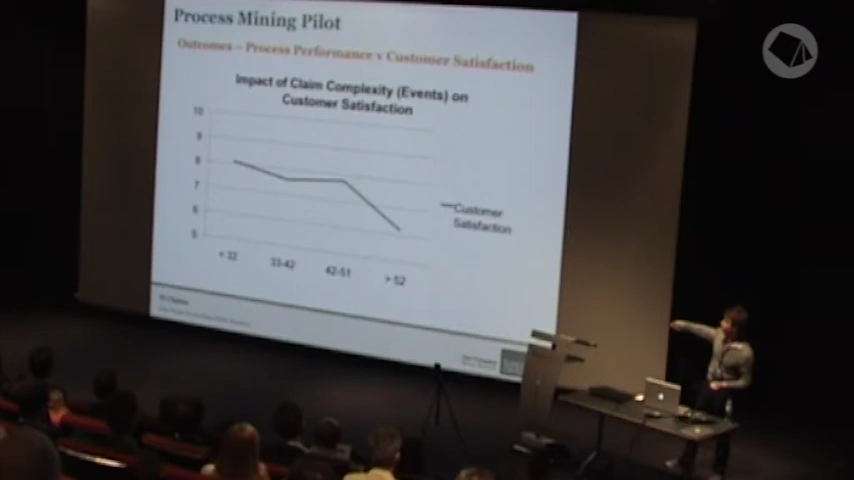 Process Mining Pilot
Outcomes – Process Performance v Customer Satisfaction
Impact of Claim Complexity (Events) on
Customer Satisfaction
10
9
8
7
6
5
Customer
Satisfaction
< 32
33-42
42-51
> 52